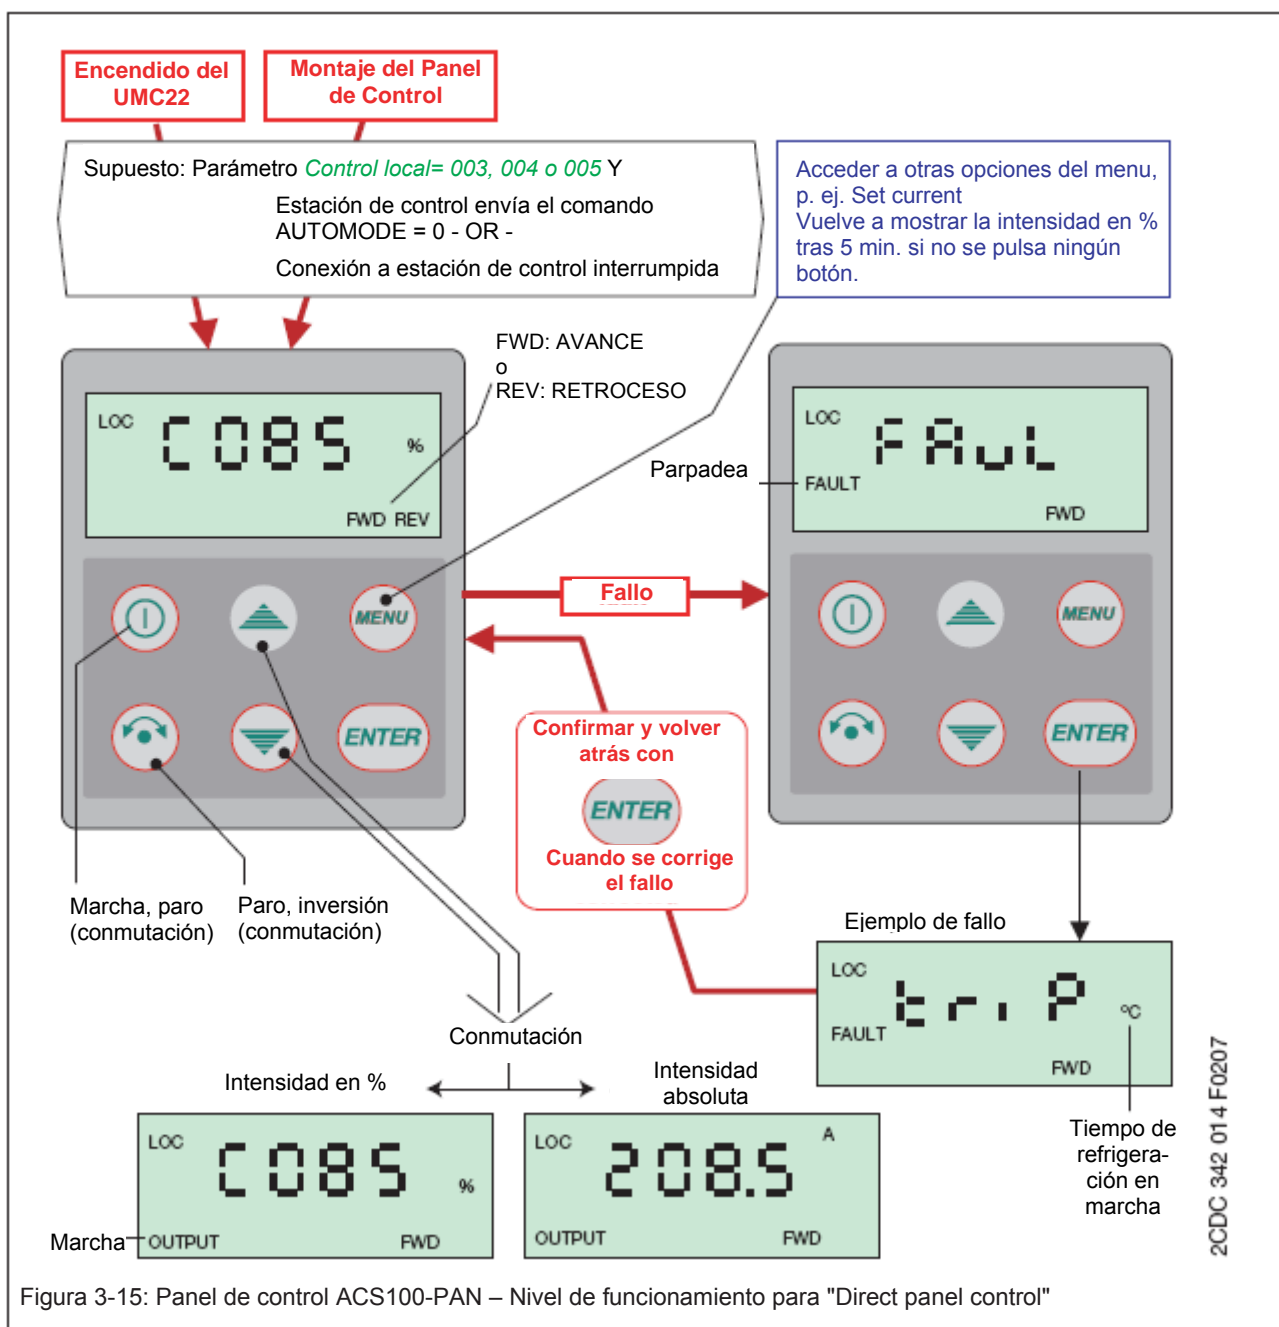 Encendido del
UMC22
Montaje del Panel
de Control
Supuesto: Parámetro Control local= 003, 004 o 005 Y
Estación de control envía el comando
AUTOMODE = 0 - OR -
Conexión a estación de control interrumpida
Acceder a otras opciones del menu,
p. ej. Set current
Vuelve a mostrar la intensidad en %
tras 5 min. si no se pulsa ningún
botón.
FWD: AVANCE
o
REV: RETROCESO
LOC
C085
%
FWD REV
MENU
ENTER
Parpadea
LOC
FAuL
FAULT
FWD
MENU
ENTER
Fallo
Confirmar y volver
atrás con
ENTER
Cuando se corrige
el fallo
Marcha, paro
(conmutación)
Paro, inversión
(conmutación)
Ejemplo de fallo
LOC
triP
°C
FAULT
FWD
Tiempo de
refrigera-
ción en
marcha
Conmutación
Intensidad en %
Intensidad
absoluta
LOC
C085
%
Marcha
OUTPUT
FWD
LOC
208.5
A
OUTPUT
FWD
2CDC 342 014 F0207
Figura 3-15: Panel de control ACS100-PAN – Nivel de funcionamiento para "Direct panel control"